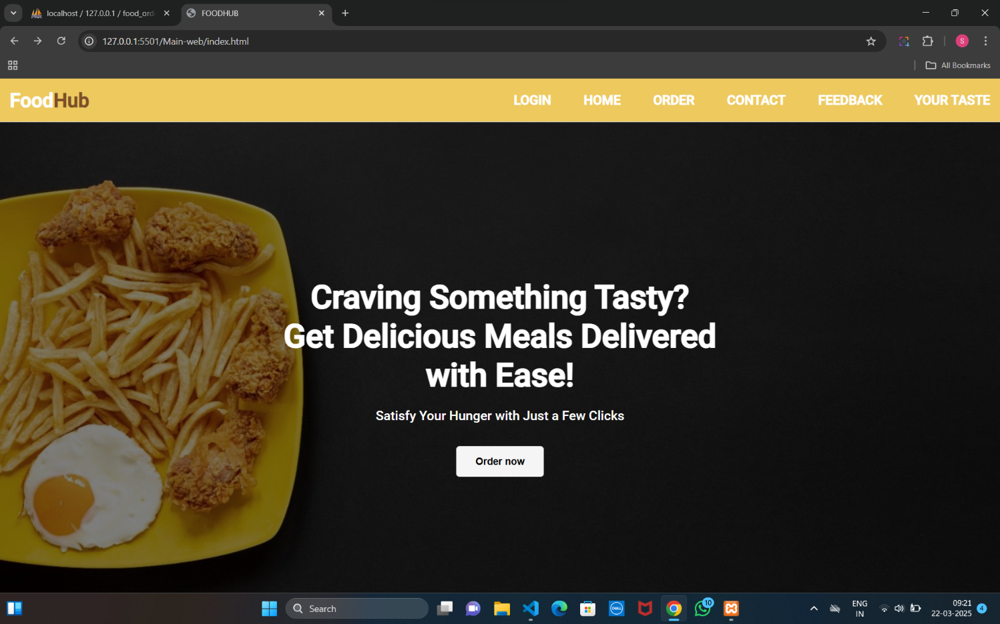 localhost / 127.0.0.1 / food_ord
FOODHUB
127.0.0.1:5501/Main-web/index.html
S
All Bookmarks
FoodHub
LOGIN HOME ORDER CONTACT FEEDBACK YOUR TASTE
Craving Something Tasty?
Get Delicious Meals Delivered
with Ease!
Satisfy Your Hunger with Just a Few Clicks
Order now
Search
DELL
10
ENG
IN
09:21
22-03-2025
4